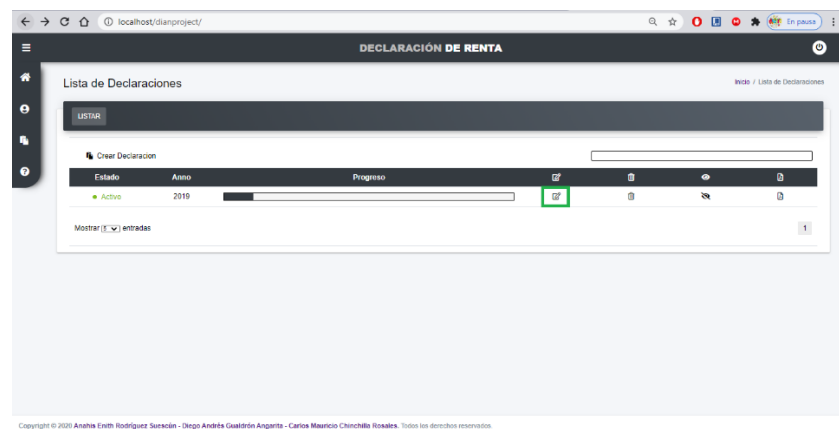 localhost/dianproject/
En pausa
DECLARACIÓN DE RENTA
Lista de Declaraciones
Inicio / Lista de Declaraciones
LISTAR
Crear Declaracion
Estado Anno Progreso
Activo 2019
Mostrar 5 entradas
1
Copyright © 2020 Anahis Enith Rodríguez Suescún - Diego Andrés Gualdrón Angarita - Carlos Mauricio Chinchilla Rosales. Todos los derechos reservados.